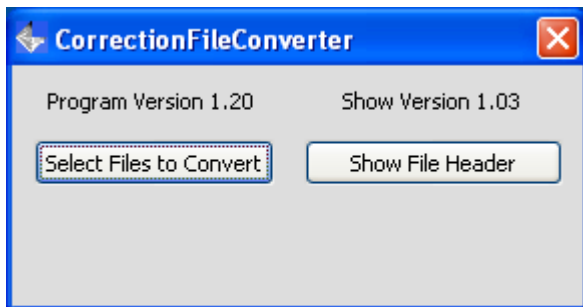 CorrectionFileConverter
Program Version 1.20 Show Version 1.03
Select Files to Convert Show File Header